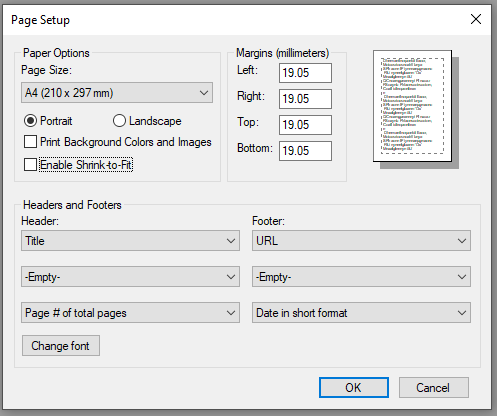 Page Setup
Paper Options
Page Size:
A4 (210 x 297 mm)
Portrait
Landscape
Print Background Colors and Images
Enable Shrink-to-Fit
Margins (millimeters)
Left: 19.05
Right: 19.05
Top: 19.05
Bottom: 19.05
Headers and Footers
Header:
Footer:
Title
URL
-Empty-
-Empty-
Page # of total pages
Date in short format
Change font
OK
Cancel